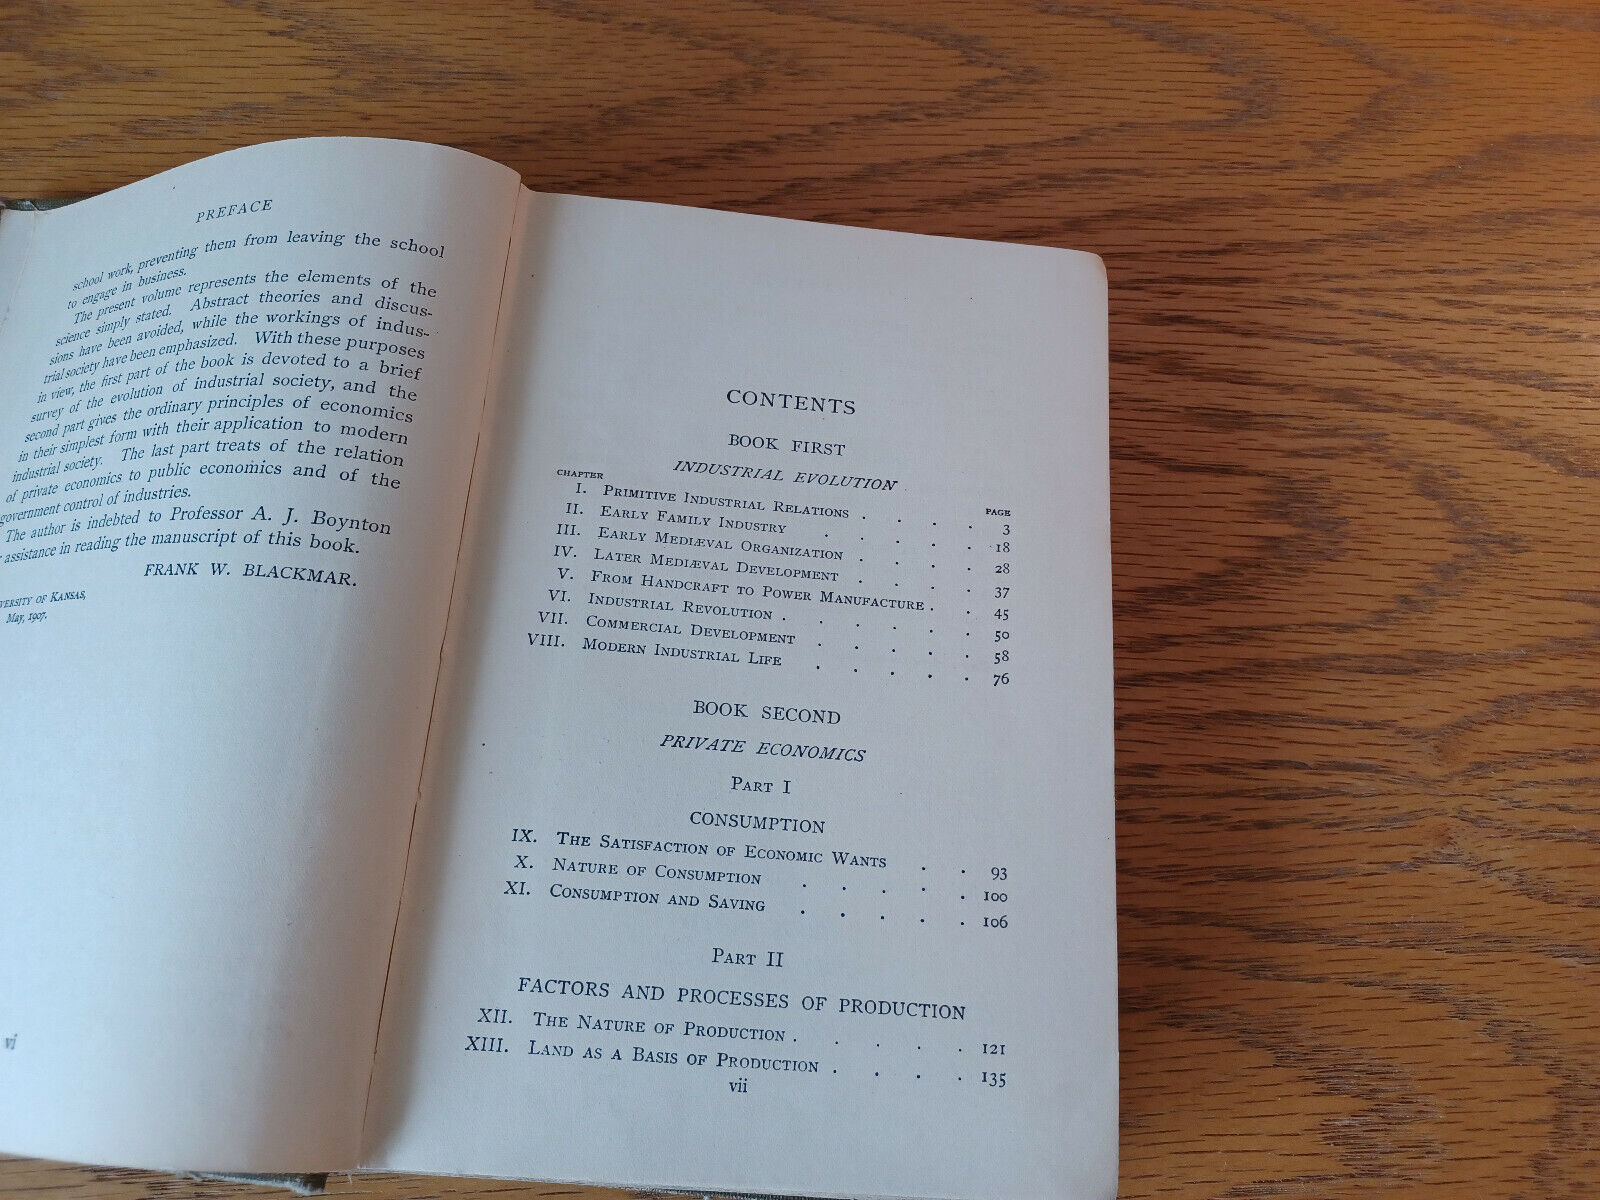 PREFACE
school work, preventing them from leaving the school
to engage in business.
The present volume represents the elements of the
science simply stated. Abstract theories and discus-
sions have been avoided, while the workings of indus-
trial society have been emphasized. With these purposes
in view, the first part of the book is devoted to a brief
survey of the evolution of industrial society, and the
second part gives the ordinary principles of economics
in their simplest form with their application to modern
industrial society. The last part treats of the relation
of private economics to public economics and of the
government control of industries.
The author is indebted to Professor A. J. Boynton
assistance in reading the manuscript of this book.
FRANK W. BLACKMAR.
VERSITY OF KANSAS,
May, 1907.
vi
CONTENTS
BOOK FIRST
INDUSTRIAL EVOLUTION
CHAPTER PAGE
I. PRIMITIVE INDUSTRIAL RELATIONS . . . . 3
II. EARLY FAMILY INDUSTRY . . . . . 18
III. EARLY MEDIÆVAL ORGANIZATION . . . . 28
IV. LATER MEDIÆVAL DEVELOPMENT . . . . 37
V. FROM HANDCRAFT TO POWER MANUFACTURE . . 45
VI. INDUSTRIAL REVOLUTION . . . . . . 50
VII. COMMERCIAL DEVELOPMENT . . . . . 58
VIII. MODERN INDUSTRIAL LIFE . . . . . 76
BOOK SECOND
PRIVATE ECONOMICS
PART I
CONSUMPTION
IX. THE SATISFACTION OF ECONOMIC WANTS . . 93
X. NATURE OF CONSUMPTION . . . . . 100
XI. CONSUMPTION AND SAVING . . . . . 106
PART II
FACTORS AND PROCESSES OF PRODUCTION
XII. THE NATURE OF PRODUCTION . . . . . 121
XIII. LAND AS A BASIS OF PRODUCTION . . . . 135
vii